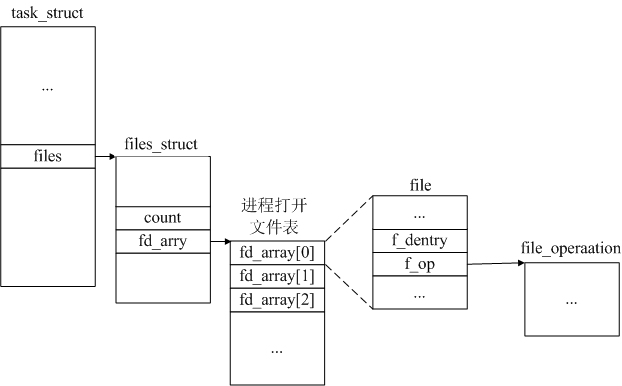 task_struct
...
files
files_struct
count
fd_arry
进程打开
文件表
fd_array[0]
fd_array[1]
fd_array[2]
...
file
...
f_dentry
f_op
...
file_operaation
...